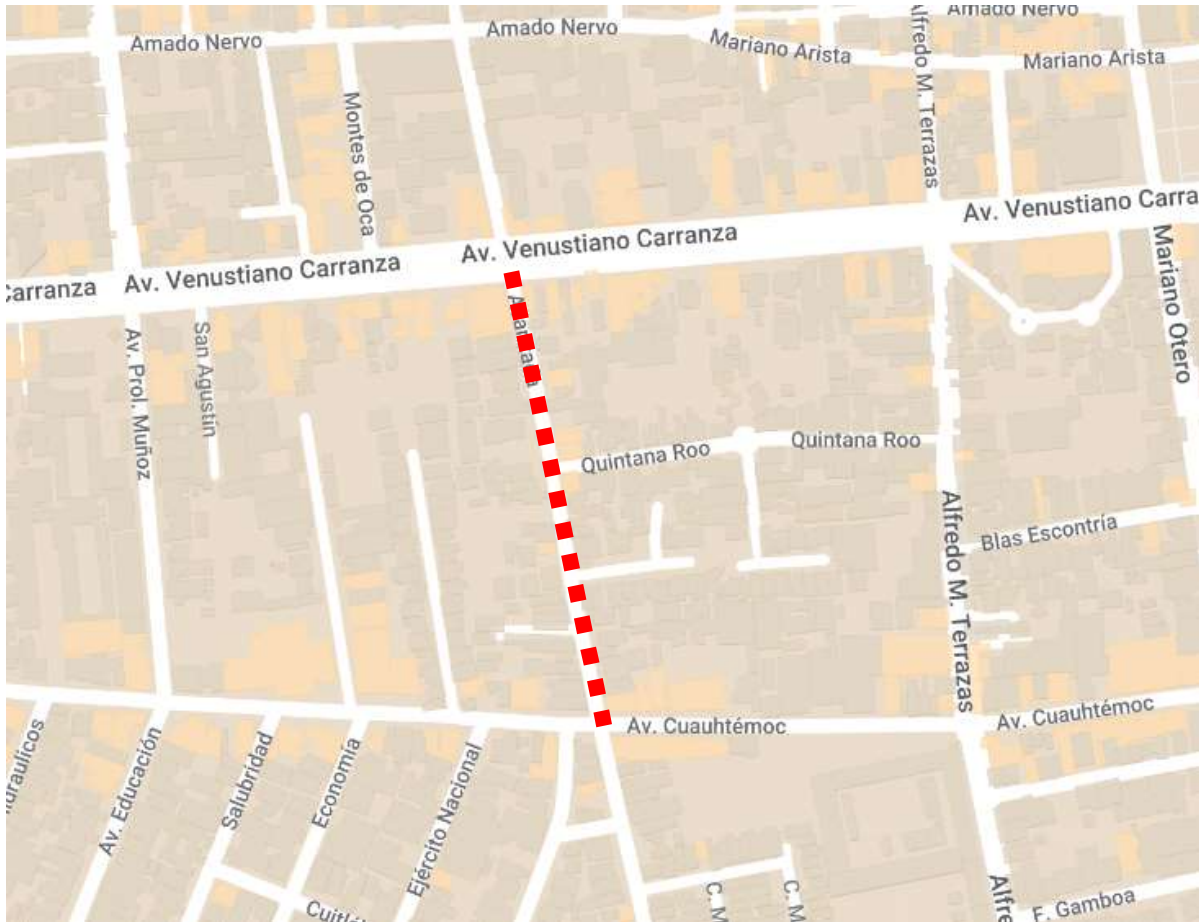 Amado Nervo
Amado Nervo
Amado Nervo
Mariano Arista
Mariano Arista
Alfredo M. Terrazas
Montes de Oca
Av. Venustiano Carra
Av. Venustiano Carranza
Av. Venustiano Carranza
Carranza
Mariano Otero
San Agustín
Av. Prol. Muñoz
Quintana Roo
Quintana Roo
Alfredo M. Terrazas
Blas Escontría
Av. Cuauhtémoc
Av. Cuauhtémoc
Av. Educación
Salubridad
Economía
Ejército Nacional
C. M
C. M
Alfre
F. Gamboa